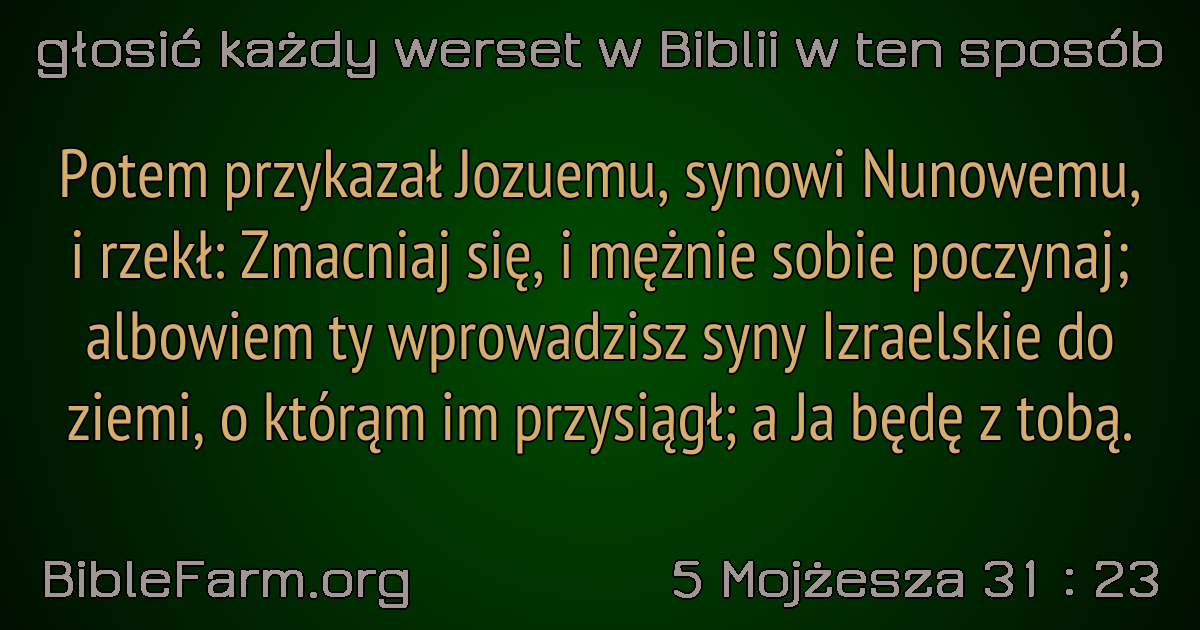 głosić każdy werset w Biblii w ten sposób
Potem przykazał Jozuemu, synowi Nunowemu,
i rzekł: Zmacniaj się, i mężnie sobie poczynaj;
albowiem ty wprowadzisz syny Izraelskie do
ziemi, o którąm im przysiągł; a Ja będę z tobą.
BibleFarm.org
5 Mojżesza 31 : 23